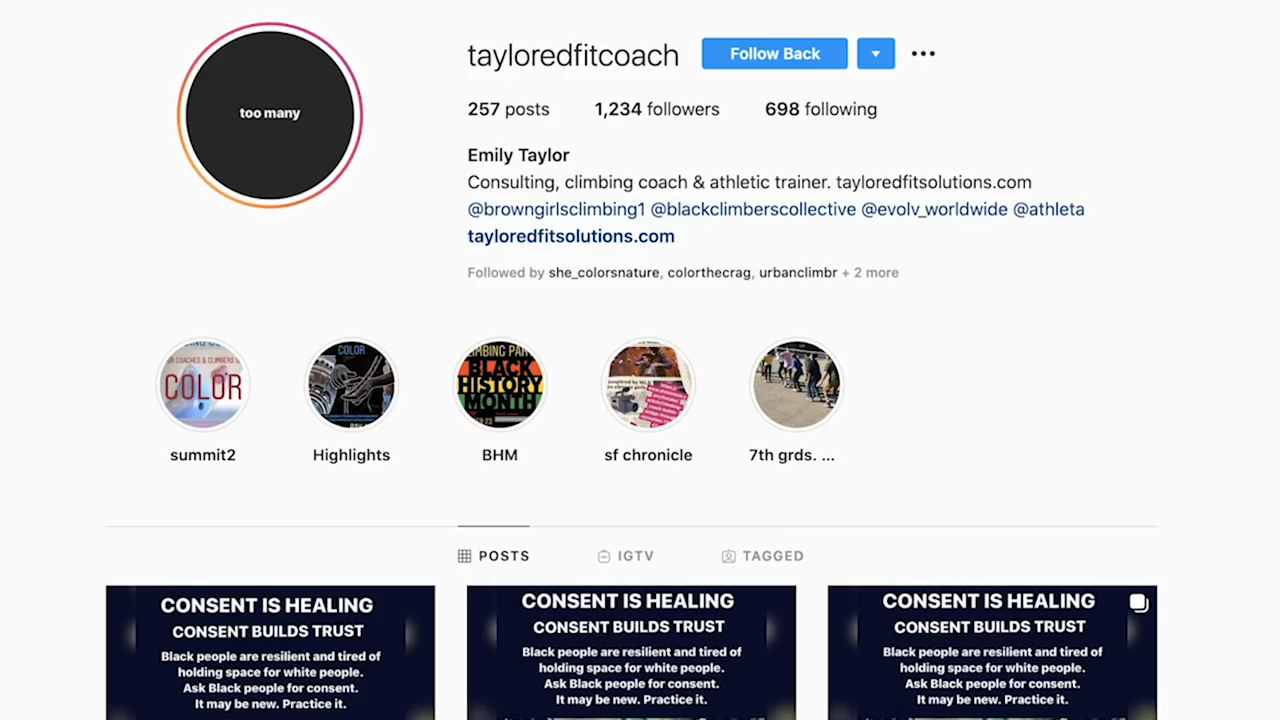 too many
tayloredfitcoach Follow Back
257 posts 1,234 followers 698 following
Emily Taylor
Consulting, climbing coach & athletic trainer. tayloredfitsolutions.com
@browngirlsclimbing1 @blackclimberscollective @evolv_worldwide @athleta
tayloredfitsolutions.com
Followed by she_colorsnature, colorthecrag, urbanclimbr + 2 more
COLOR
COLOR
BLACK
HISTORY
MONTH
summit2 Highlights BHM sf chronicle 7th grds. ...
POSTS IGTV TAGGED
CONSENT IS HEALING
CONSENT BUILDS TRUST
Black people are resilient and tired of
holding space for white people.
Ask Black people for consent.
It may be new. Practice it.
CONSENT IS HEALING
CONSENT BUILDS TRUST
Black people are resilient and tired of
holding space for white people.
Ask Black people for consent.
It may be new. Practice it.
CONSENT IS HEALING
CONSENT BUILDS TRUST
Black people are resilient and tired of
holding space for white people.
Ask Black people for consent.
It may be new. Practice it.